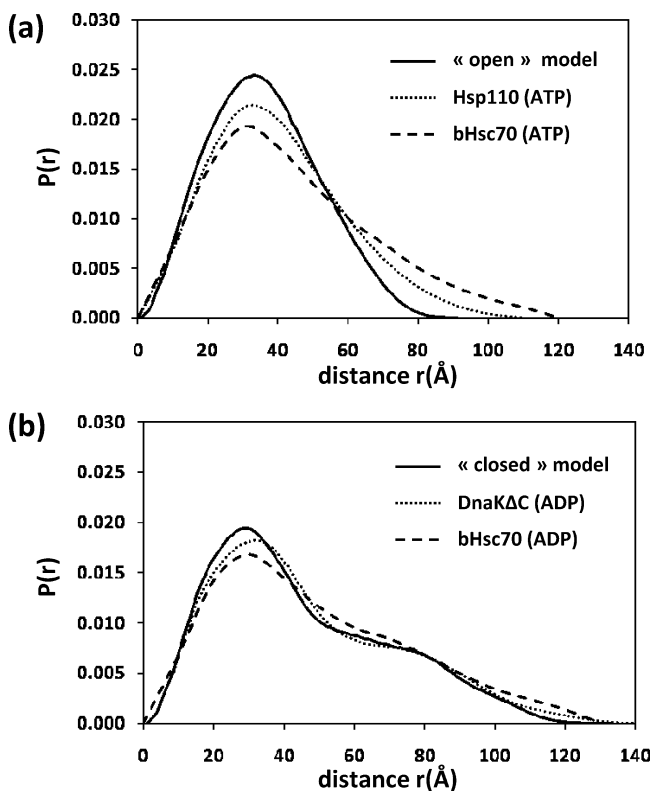 (a)
0.030
0.025
0.020
0.015
0.010
0.005
0.000
P(r)
« open » model
Hsp110 (ATP)
bHsc70 (ATP)
0 20 40 60 80 100 120 140
distance r(Å)
(b)
0.030
0.025
0.020
0.015
0.010
0.005
0.000
P(r)
« closed » model
DnaKΔC (ADP)
bHsc70 (ADP)
0 20 40 60 80 100 120 140
distance r(Å)